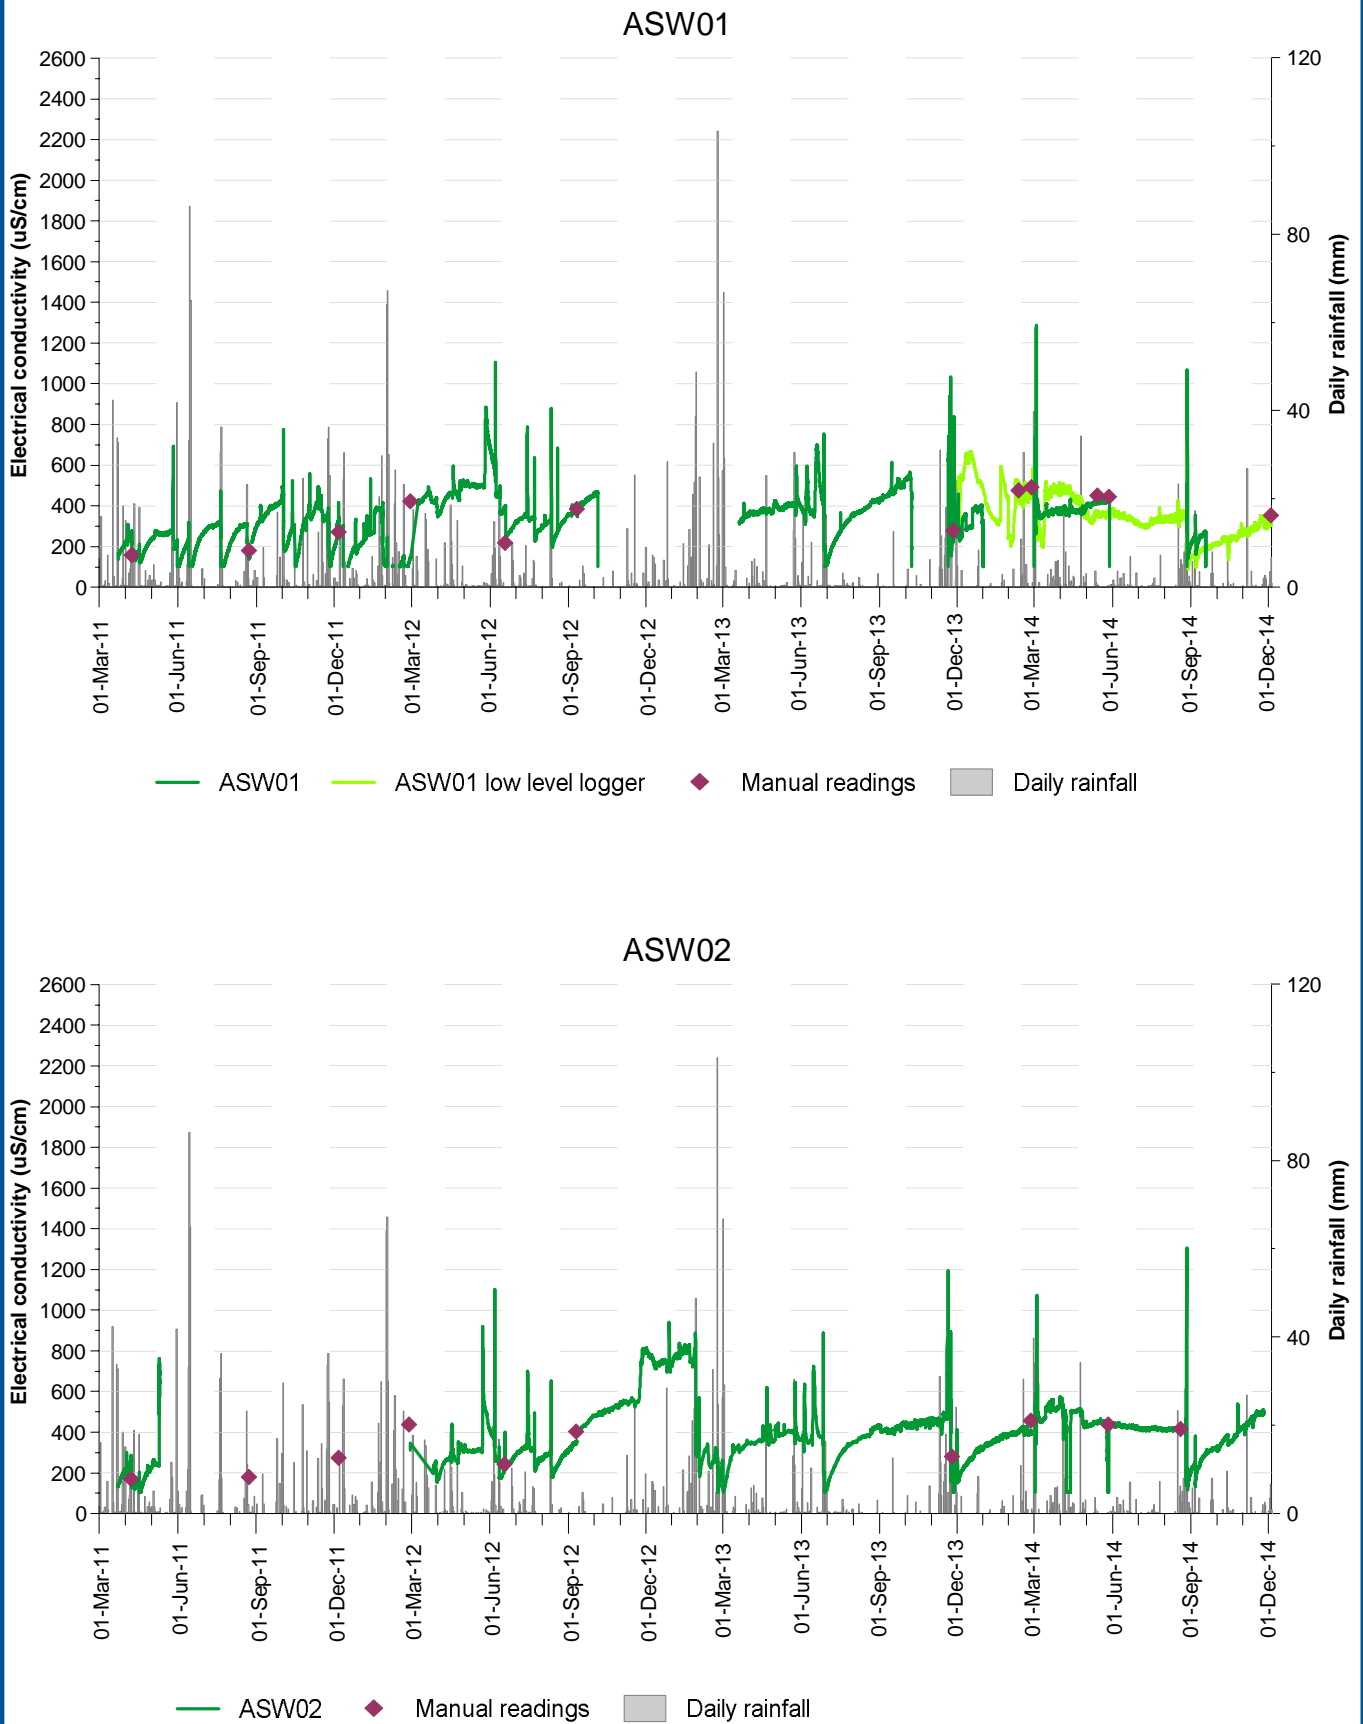 ASW01
2600
2400
2200
2000
1800
1600
1400
1200
1000
800
600
400
200
0
Electrical conductivity (uS/cm)
120
80
40
0
Daily rainfall (mm)
01-Mar-11
01-Jun-11
01-Sep-11
01-Dec-11
01-Mar-12
01-Jun-12
01-Sep-12
01-Dec-12
01-Mar-13
01-Jun-13
01-Sep-13
01-Dec-13
01-Mar-14
01-Jun-14
01-Sep-14
01-Dec-14
ASW01 ASW01 low level logger Manual readings Daily rainfall
ASW02
2600
2400
2200
2000
1800
1600
1400
1200
1000
800
600
400
200
0
Electrical conductivity (uS/cm)
120
80
40
0
Daily rainfall (mm)
01-Mar-11
01-Jun-11
01-Sep-11
01-Dec-11
01-Mar-12
01-Jun-12
01-Sep-12
01-Dec-12
01-Mar-13
01-Jun-13
01-Sep-13
01-Dec-13
01-Mar-14
01-Jun-14
01-Sep-14
01-Dec-14
ASW02 Manual readings Daily rainfall